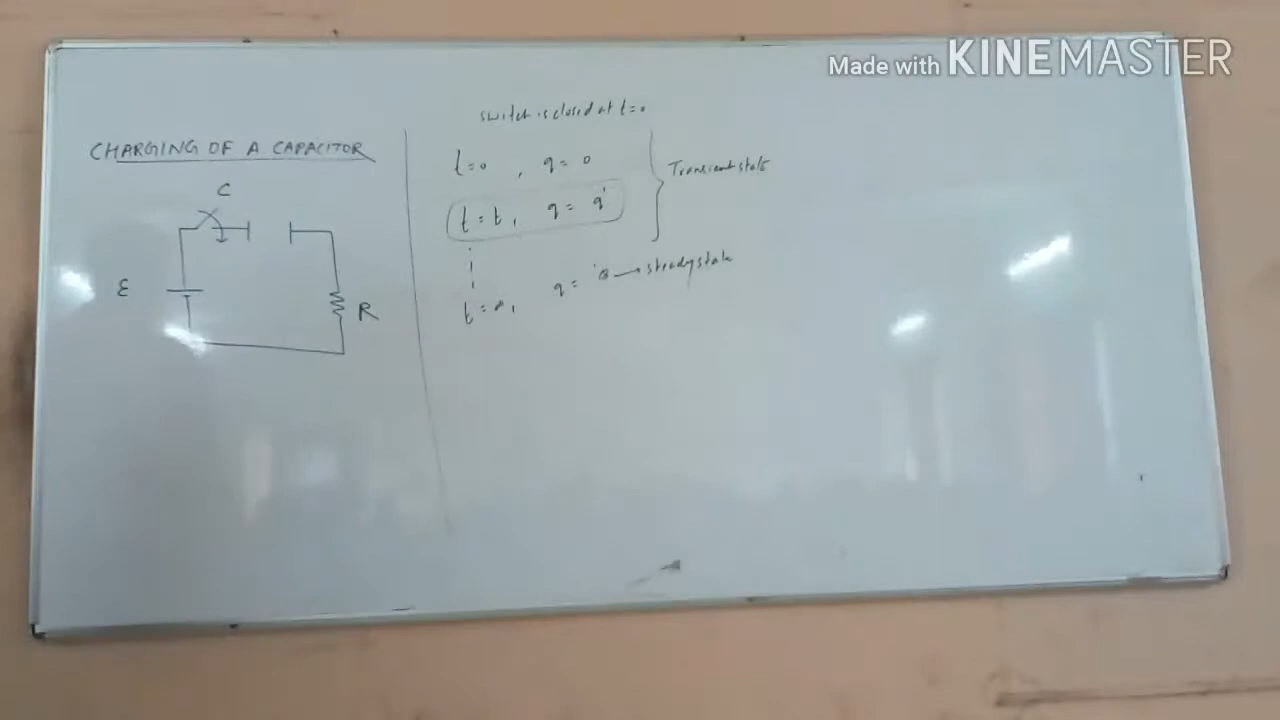 Made with KINEMASTER
CHARGING OF A CAPACITOR
C
ε
R
switch is closed at t=0
t=0, q=0
t=t, q=q'
Transient state
t=∞, q=Q → steady state